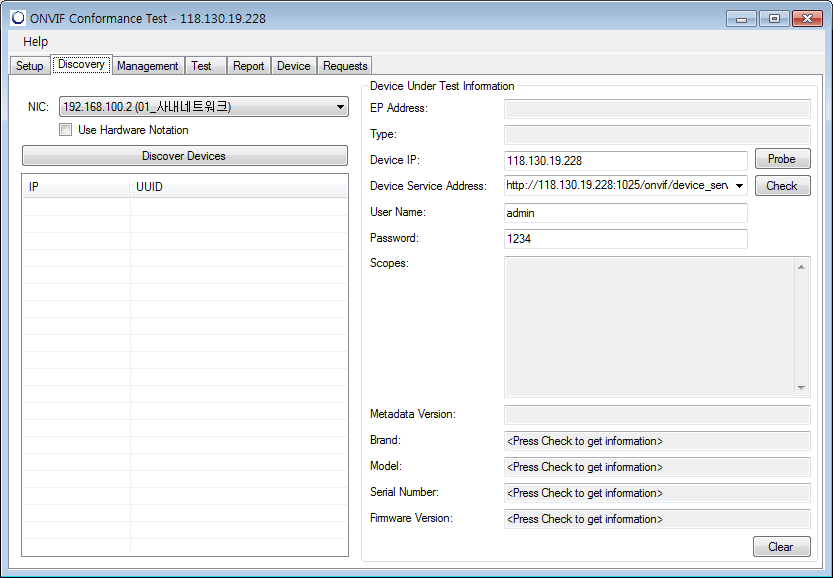 ONVIF Conformance Test - 118.130.19.228
Help
Setup Discovery Management Test Report Device Requests
NIC: 192.168.100.2 (01_사내네트워크)
Use Hardware Notation
Discover Devices
IP UUID
Device Under Test Information
EP Address:
Type:
Device IP: 118.130.19.228 Probe
Device Service Address: http://118.130.19.228:1025/onvif/device_serv Check
User Name: admin
Password: 1234
Scopes:
Metadata Version:
Brand: <Press Check to get information>
Model: <Press Check to get information>
Serial Number: <Press Check to get information>
Firmware Version: <Press Check to get information>
Clear